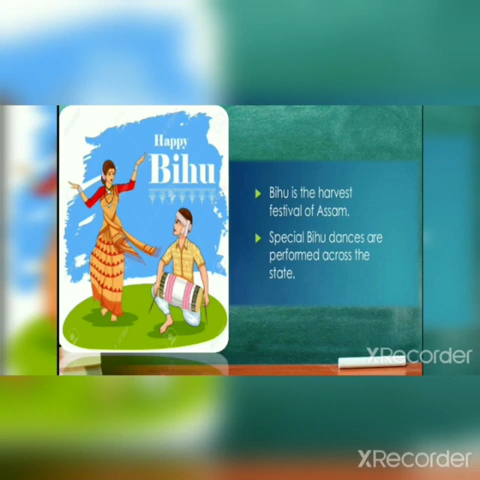 Happy
Bihu
Bihu is the harvest
festival of Assam.
Special Bihu dances are
performed across the
state.
XRecorder
XRecorder